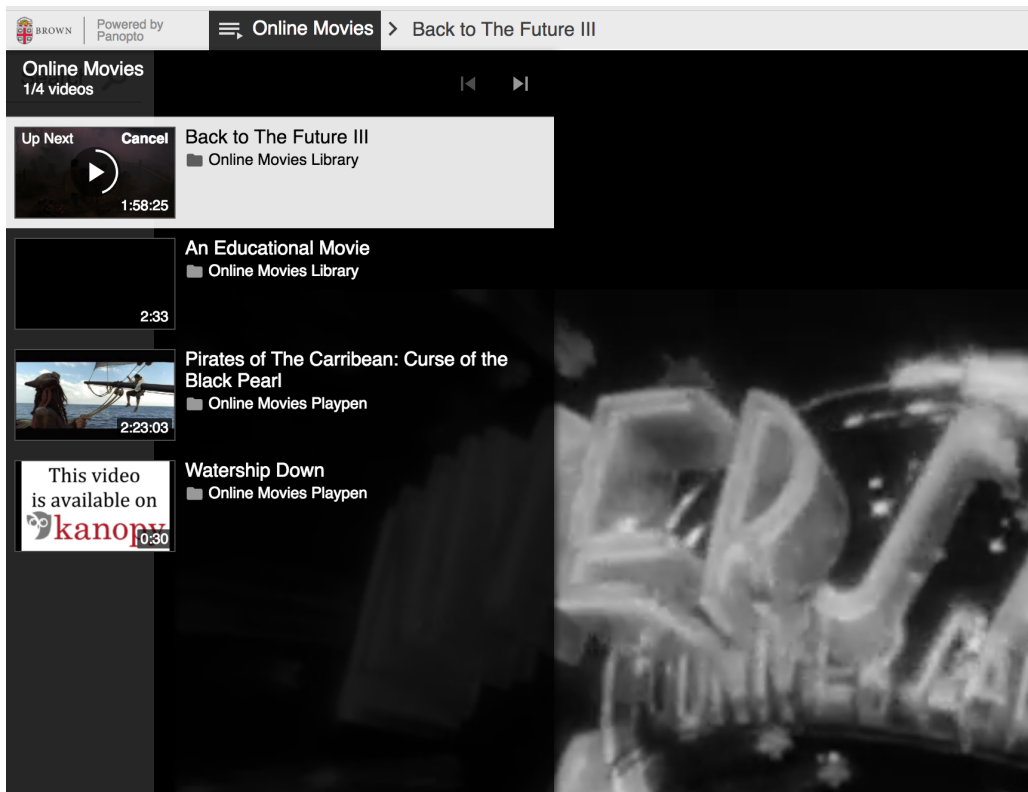 BROWN
Powered by
Panopto
Online Movies > Back to The Future III
Online Movies
1/4 videos
Up Next Cancel
1:58:25
Back to The Future III
Online Movies Library
2:33
An Educational Movie
Online Movies Library
2:23:03
Pirates of The Carribean: Curse of the
Black Pearl
Online Movies Playpen
This video
is available on
kanopy
0:30
Watership Down
Online Movies Playpen